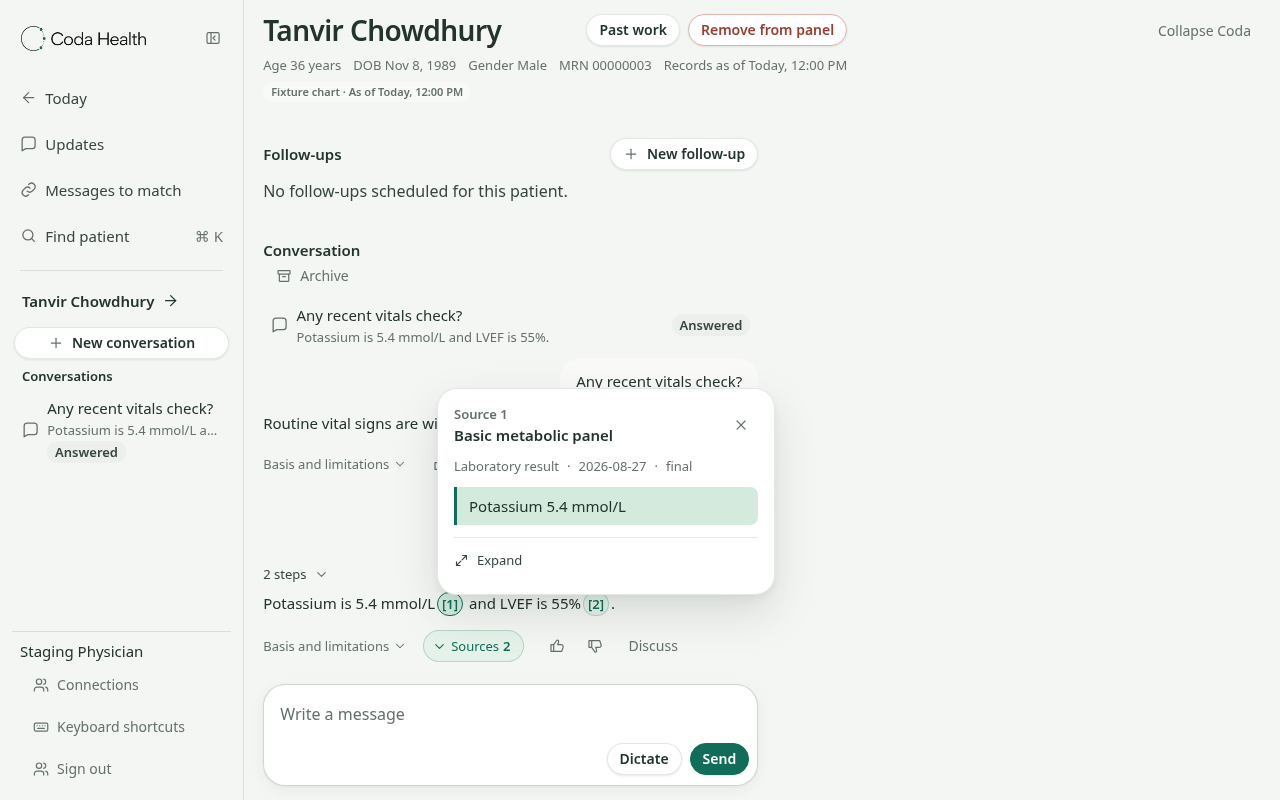 Coda Health
Today
Updates
Messages to match
Find patient ⌘ K
Tanvir Chowdhury
New conversation
Conversations
Any recent vitals check?
Potassium is 5.4 mmol/L a...
Answered
Staging Physician
Connections
Keyboard shortcuts
Sign out
Tanvir Chowdhury
Past work
Remove from panel
Collapse Coda
Age 36 years DOB Nov 8, 1989 Gender Male MRN 00000003 Records as of Today, 12:00 PM
Fixture chart · As of Today, 12:00 PM
Follow-ups
New follow-up
No follow-ups scheduled for this patient.
Conversation
Archive
Any recent vitals check?
Potassium is 5.4 mmol/L and LVEF is 55%.
Answered
Any recent vitals check?
Routine vital signs are
Basis and limitations
Source 1
Basic metabolic panel
Laboratory result · 2026-08-27 · final
Potassium 5.4 mmol/L
Expand
2 steps
Potassium is 5.4 mmol/L [1] and LVEF is 55% [2].
Basis and limitations
Sources 2
Discuss
Write a message
Dictate
Send